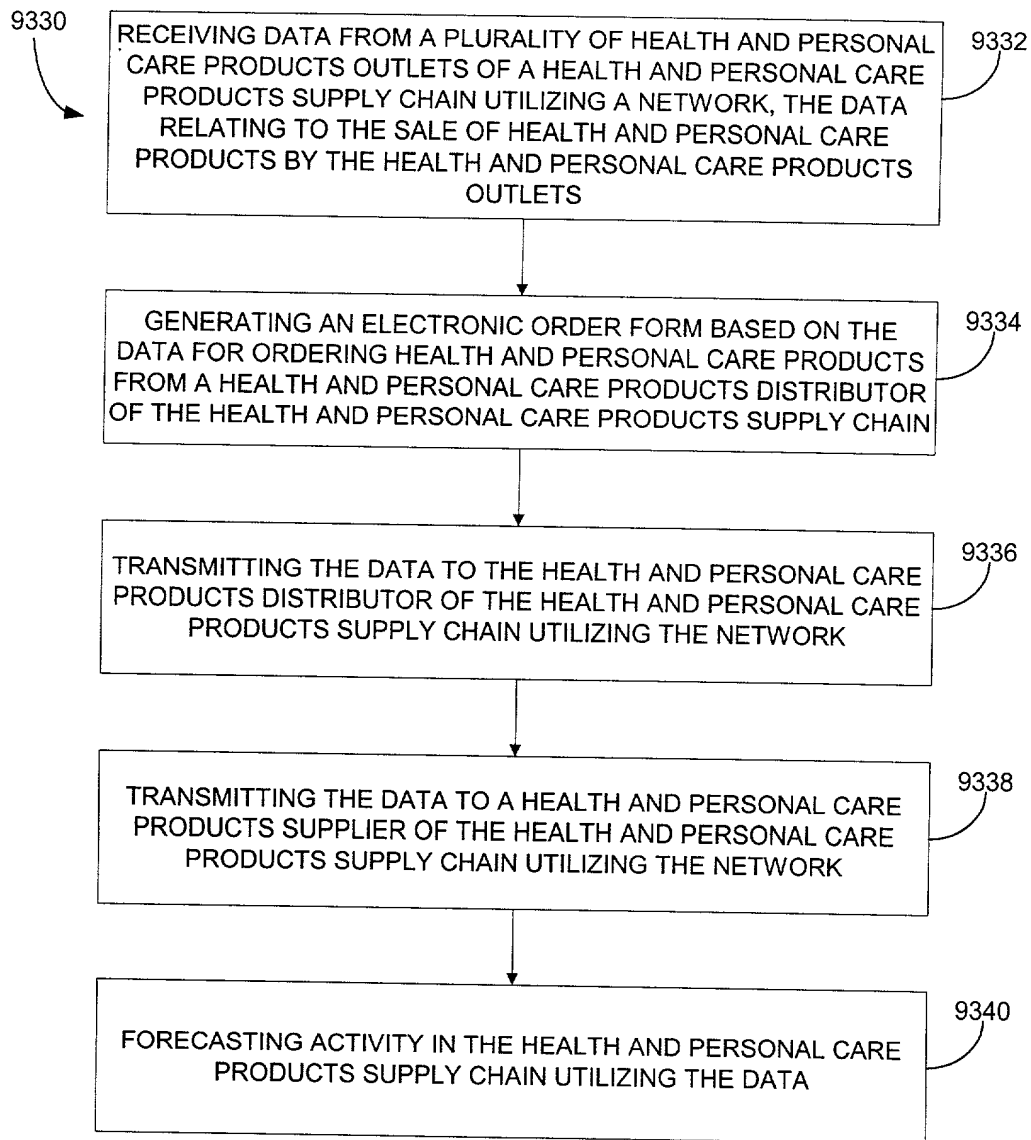 9330
RECEIVING DATA FROM A PLURALITY OF HEALTH AND PERSONAL
CARE PRODUCTS OUTLETS OF A HEALTH AND PERSONAL CARE
PRODUCTS SUPPLY CHAIN UTILIZING A NETWORK, THE DATA
RELATING TO THE SALE OF HEALTH AND PERSONAL CARE
PRODUCTS BY THE HEALTH AND PERSONAL CARE PRODUCTS
OUTLETS
9332
GENERATING AN ELECTRONIC ORDER FORM BASED ON THE
DATA FOR ORDERING HEALTH AND PERSONAL CARE PRODUCTS
FROM A HEALTH AND PERSONAL CARE PRODUCTS DISTRIBUTOR
OF THE HEALTH AND PERSONAL CARE PRODUCTS SUPPLY CHAIN
9334
TRANSMITTING THE DATA TO THE HEALTH AND PERSONAL CARE
PRODUCTS DISTRIBUTOR OF THE HEALTH AND PERSONAL CARE
PRODUCTS SUPPLY CHAIN UTILIZING THE NETWORK
9336
TRANSMITTING THE DATA TO A HEALTH AND PERSONAL CARE
PRODUCTS SUPPLIER OF THE HEALTH AND PERSONAL CARE
PRODUCTS SUPPLY CHAIN UTILIZING THE NETWORK
9338
FORECASTING ACTIVITY IN THE HEALTH AND PERSONAL CARE
PRODUCTS SUPPLY CHAIN UTILIZING THE DATA
9340